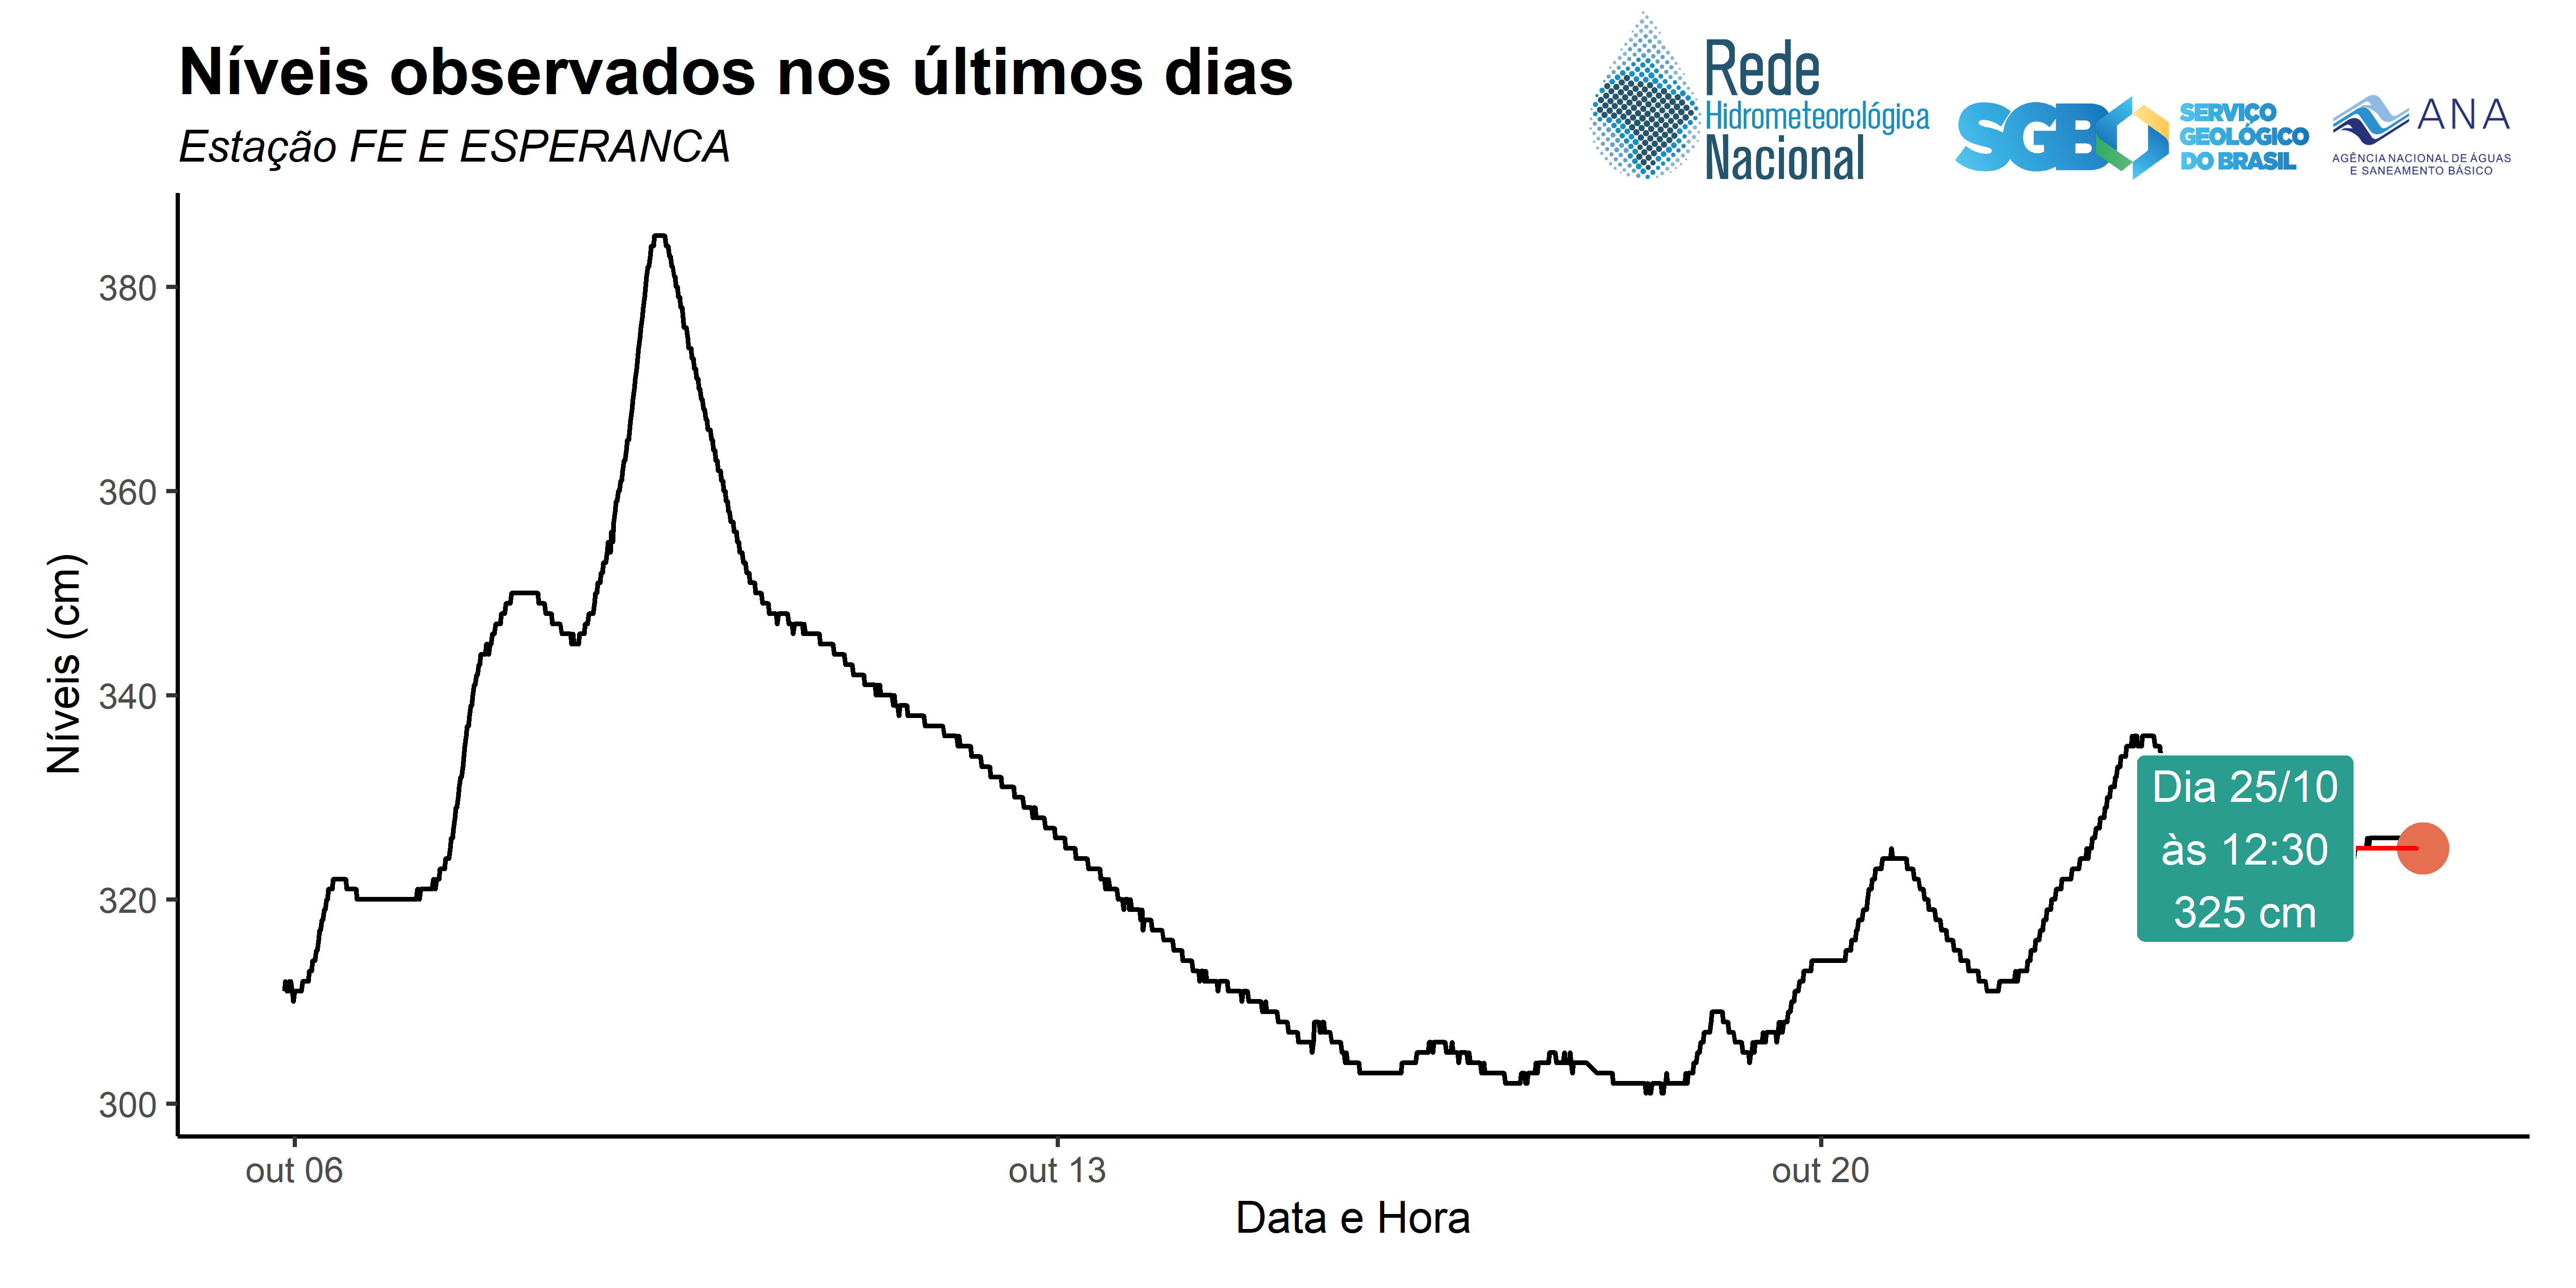 Níveis observados nos últimos dias
Estação FE E ESPERANCA
Rede
Hidrometeorológica
Nacional
SGB
SERVIÇO
GEOLÓGICO
DO BRASIL
ANA
AGÊNCIA NACIONAL DE ÁGUAS
E SANEAMENTO BÁSICO
Níveis (cm)
380
360
340
320
300
Dia 25/10
às 12:30
325 cm
out 06
out 13
out 20
Data e Hora